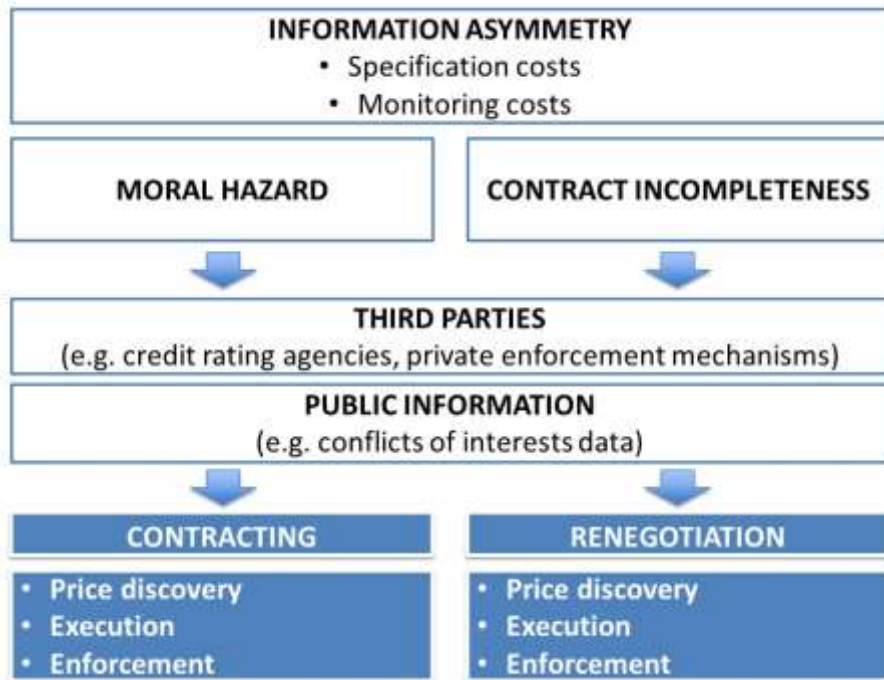 INFORMATION ASYMMETRY
• Specification costs
• Monitoring costs
MORAL HAZARD
CONTRACT INCOMPLETENESS
THIRD PARTIES
(e.g. credit rating agencies, private enforcement mechanisms)
PUBLIC INFORMATION
(e.g. conflicts of interests data)
CONTRACTING
• Price discovery
• Execution
• Enforcement
RENEGOTIATION
• Price discovery
• Execution
• Enforcement